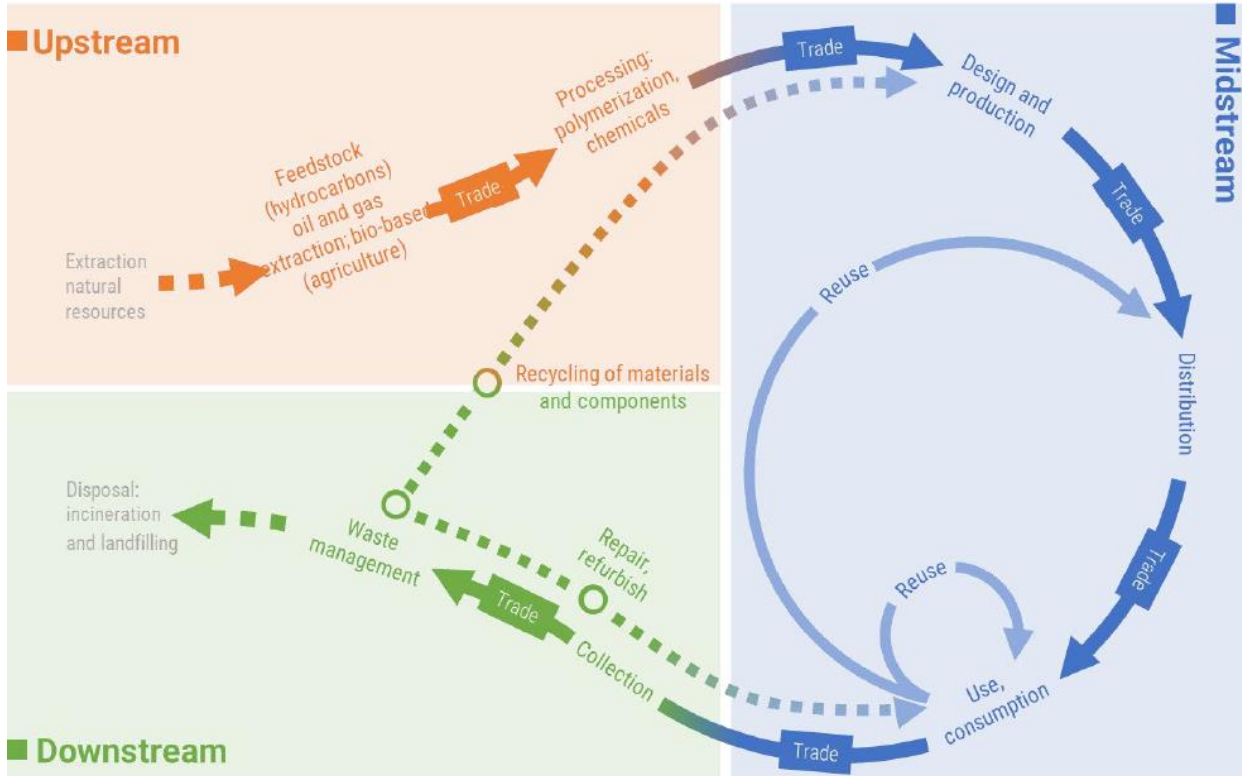 Upstream
Extraction
natural
resources
Feedstock
(hydrocarbons)
oil and gas
extraction; bio-based
(agriculture)
Trade
Processing:
polymerization,
chemicals
Trade
Midstream
Design and
production
Trade
Distribution
Trade
Use,
consumption
Reuse
Reuse
Trade
Collection
Trade
Repair,
refurbish
Waste
management
Recycling of materials
and components
Disposal:
incineration
and landfilling
Downstream